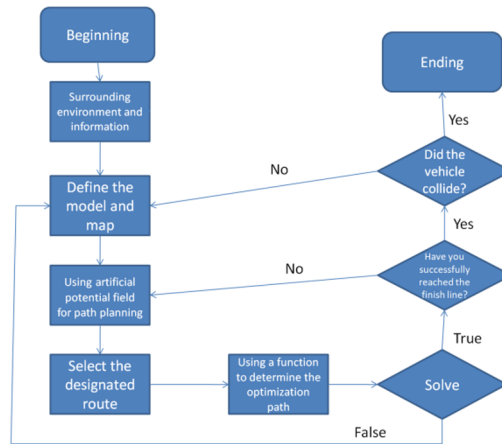 Beginning
Surrounding
environment and
information
Define the
model and
map
Using artificial
potential field
for path planning
Select the
designated
route
Using a function
to determine the
optimization
path
Solve
True
False
Have you
successfully
reached the
finish line?
No
Yes
Did the
vehicle
collide?
No
Yes
Ending